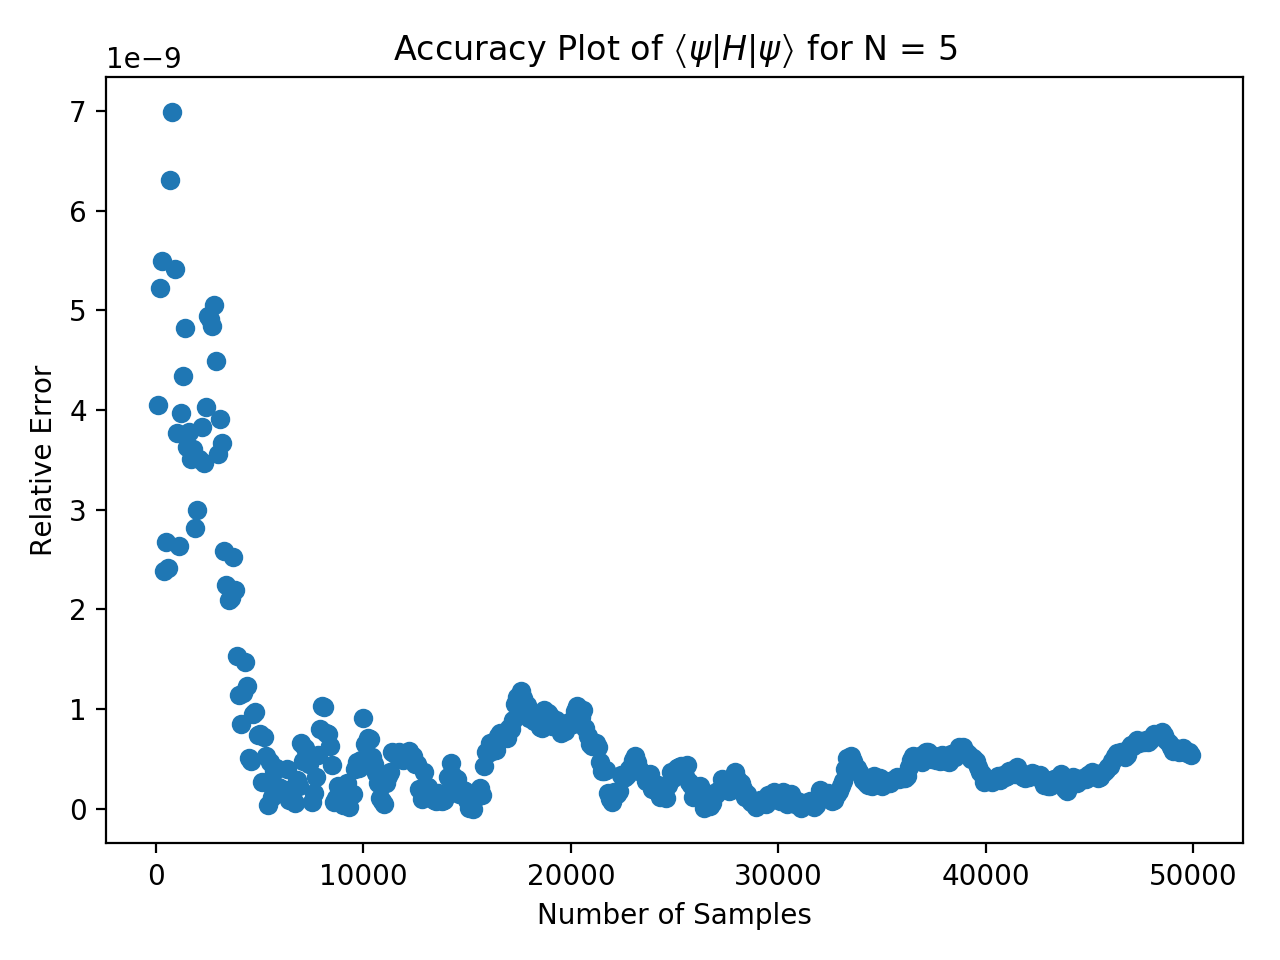 Accuracy Plot of ⟨ψ|H|ψ⟩ for N = 5
1e−9
7
6
5
4
3
2
1
0
Relative Error
0 10000 20000 30000 40000 50000
Number of Samples